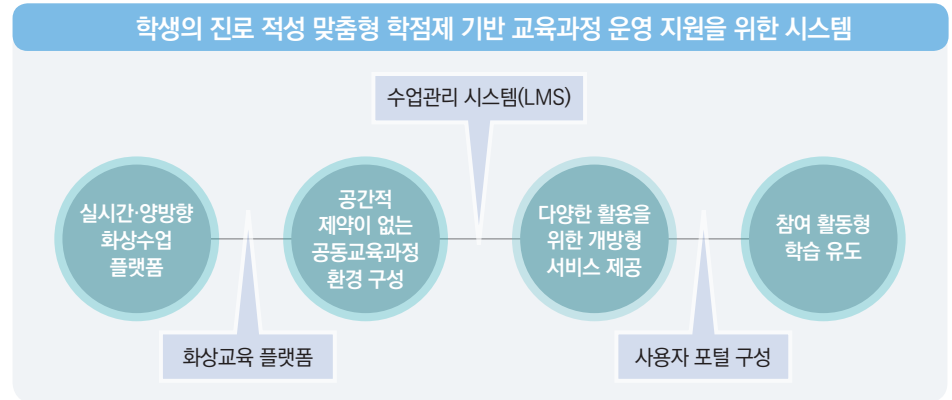 학생의 진로 적성 맞춤형 학점제 기반 교육과정 운영 지원을 위한 시스템
수업관리 시스템(LMS)
실시간·양방향
화상수업
플랫폼
공간적
제약이 없는
공동교육과정
환경 구성
다양한 활용을
위한 개방형
서비스 제공
참여 활동형
학습 유도
화상교육 플랫폼
사용자 포털 구성